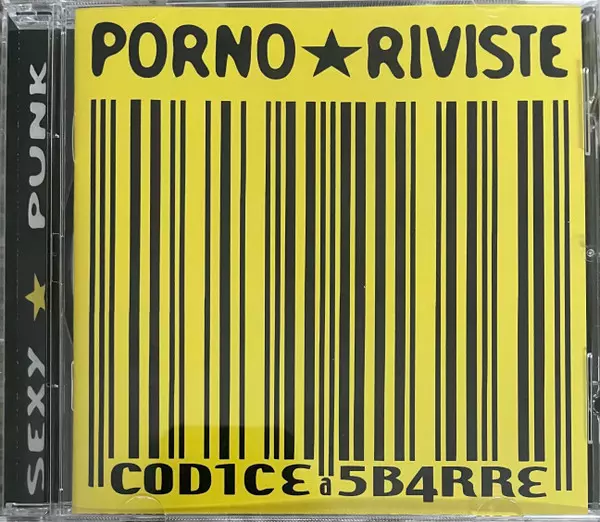 PORNO★RIVISTE
SEXY ★ PUNK
COD1CE a 5B4RRE